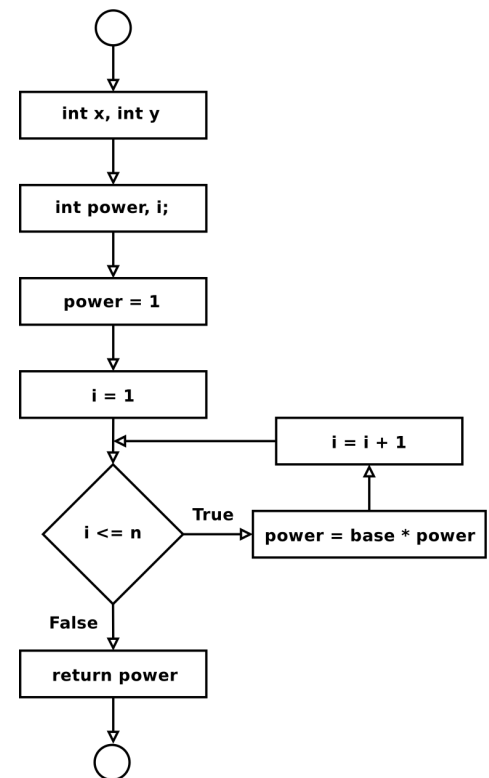 int x, int y
int power, i;
power = 1
i = 1
i = i + 1
i <= n
True
power = base * power
False
return power